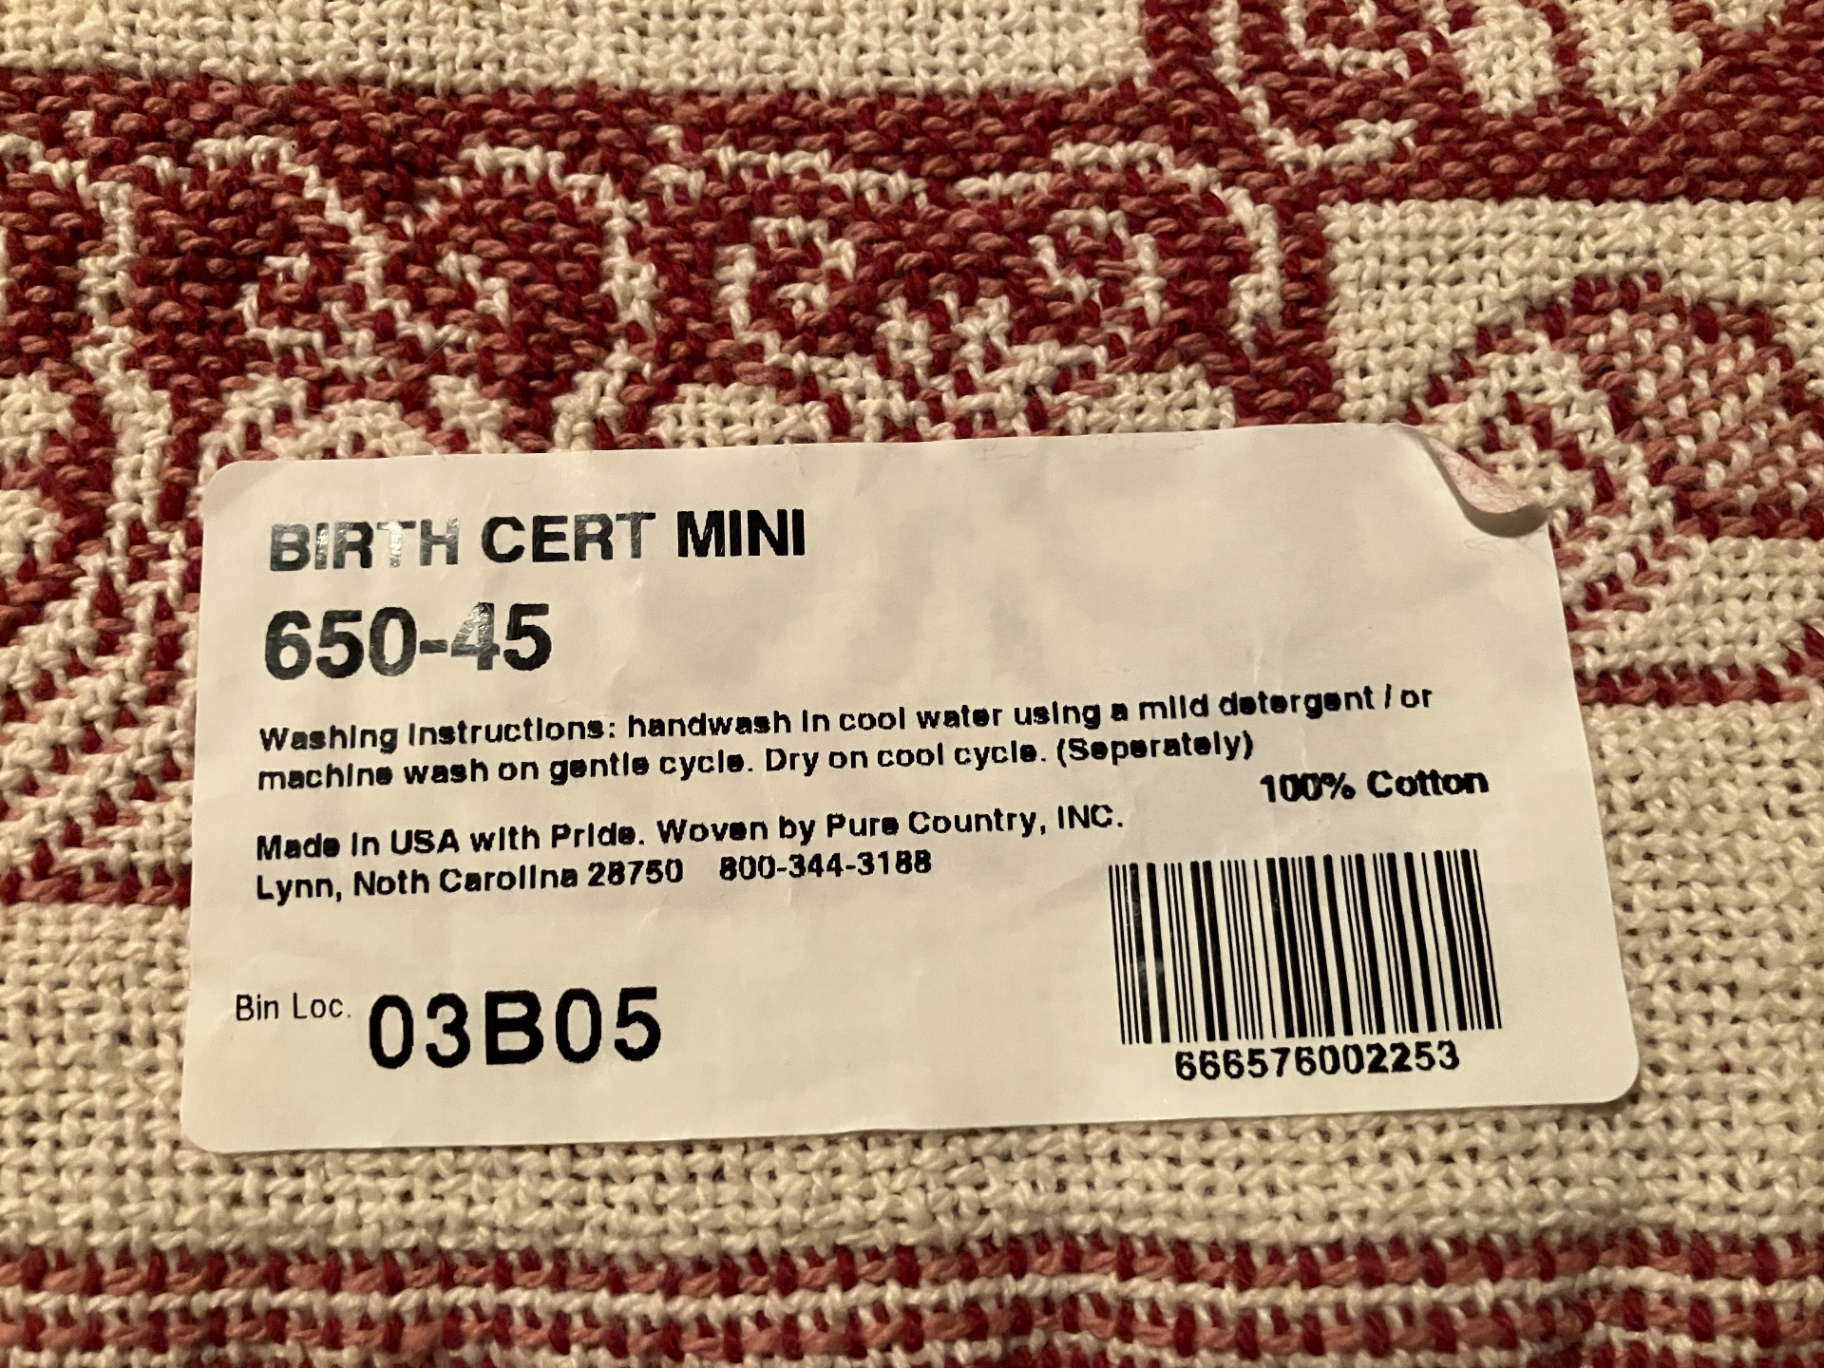 BIRTH CERT MINI
650-45
Washing Instructions: handwash in cool water using a mild detergent / or
machine wash on gentle cycle. Dry on cool cycle. (Seperately)
100% Cotton
Made in USA with Pride. Woven by Pure Country, INC.
Lynn, Noth Carolina 28750 800-344-3188
Bin Loc. 03B05
666576002253